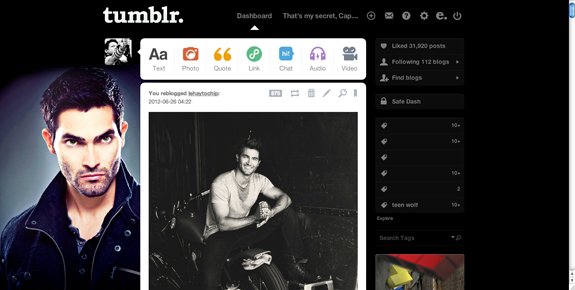 tumblr.
Dashboard
That's my secret, Cap...
Aa
Text
Photo
Quote
Link
hi!
Chat
Audio
Video
You reblogged lehaytochip:
2012-06-26 04:22
Liked 31,920 posts
Following 112 blogs
Find blogs
Safe Dash
10+
10+
10+
2
teen wolf 10+
Explore
Search Tags